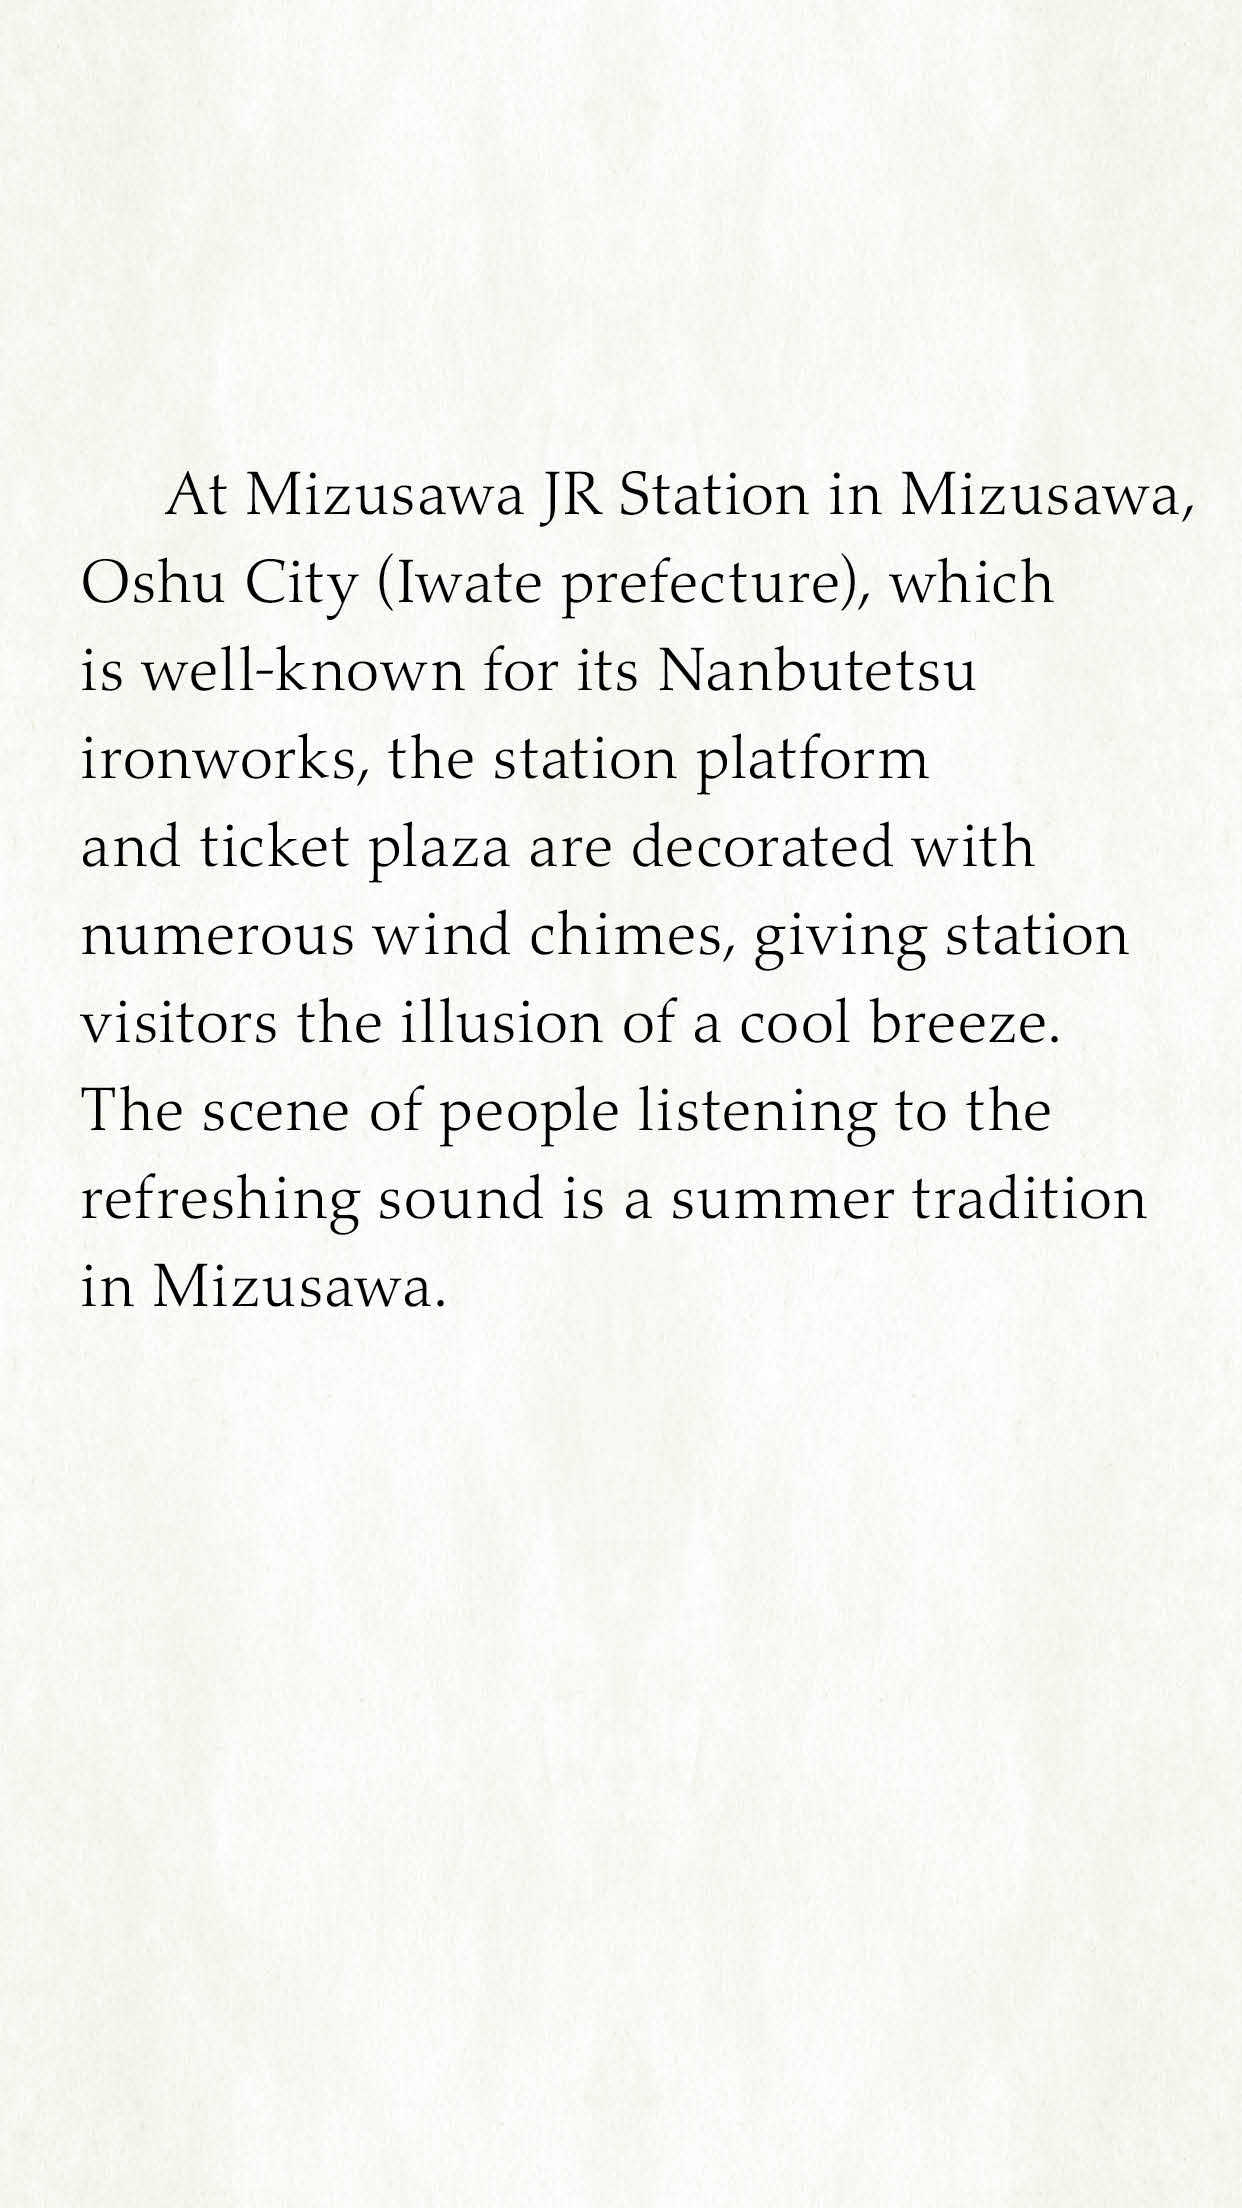 At Mizusawa JR Station in Mizusawa,
Oshu City (Iwate prefecture), which
is well-known for its Nanbutetsu
ironworks, the station platform
and ticket plaza are decorated with
numerous wind chimes, giving station
visitors the illusion of a cool breeze.
The scene of people listening to the
refreshing sound is a summer tradition
in Mizusawa.